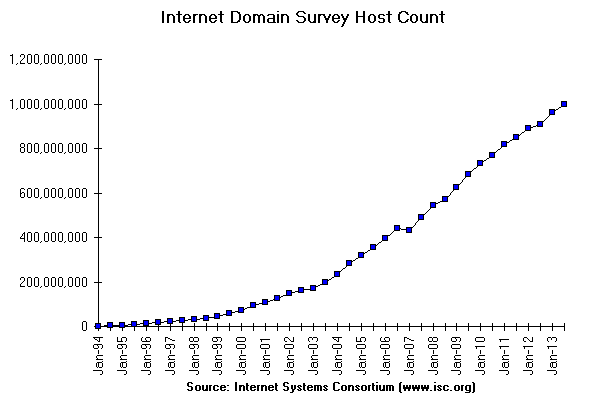 Internet Domain Survey Host Count
1,200,000,000
1,000,000,000
800,000,000
600,000,000
400,000,000
200,000,000
0
Jan-94
Jan-95
Jan-96
Jan-97
Jan-98
Jan-99
Jan-00
Jan-01
Jan-02
Jan-03
Jan-04
Jan-05
Jan-06
Jan-07
Jan-08
Jan-09
Jan-10
Jan-11
Jan-12
Jan-13
Source: Internet Systems Consortium (www.isc.org)